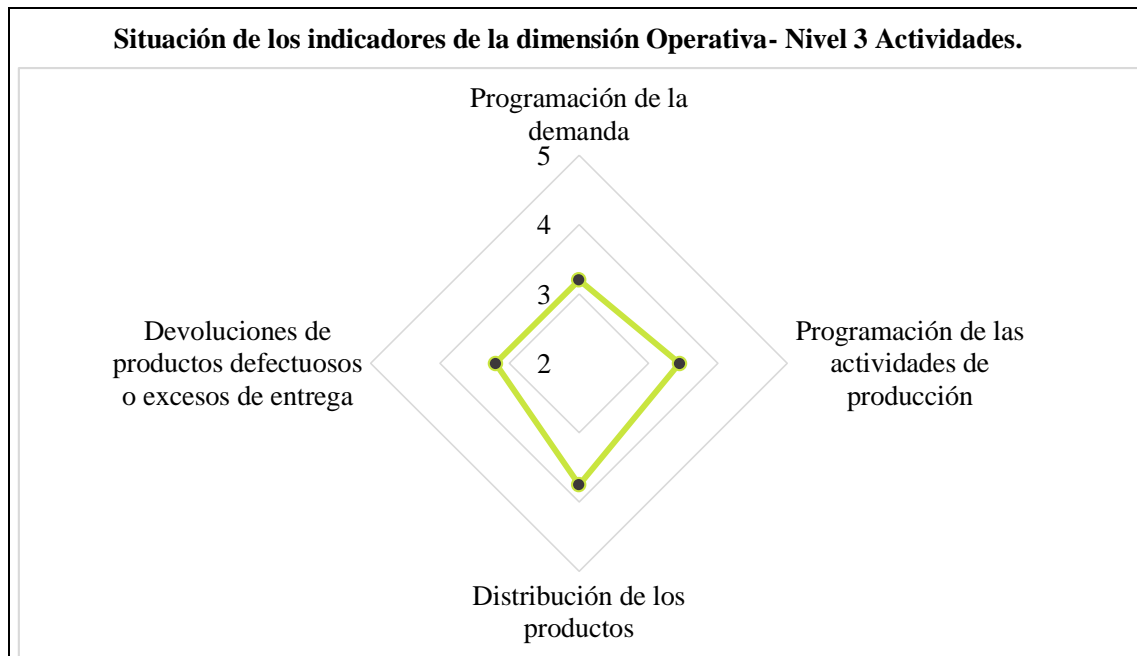 Situación de los indicadores de la dimensión Operativa- Nivel 3 Actividades.
Programación de la
demanda
5
4
3
2
Devoluciones de
productos defectuosos
o excesos de entrega
Programación de las
actividades de
producción
Distribución de los
productos